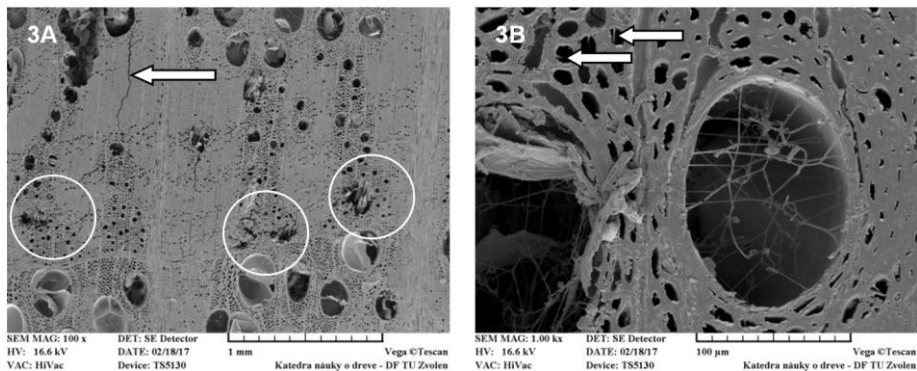 3A
SEM MAG: 100 x DET: SE Detector
HV: 16.6 kV DATE: 02/18/17 1 mm Vega ©Tescan
VAC: HiVac Device: TS5130 Katedra náuky o dreve - DF TU Zvolen
3B
SEM MAG: 1.00 kx DET: SE Detector
HV: 16.6 kV DATE: 02/18/17 100 µm Vega ©Tescan
VAC: HiVac Device: TS5130 Katedra náuky o dreve - DF TU Zvolen